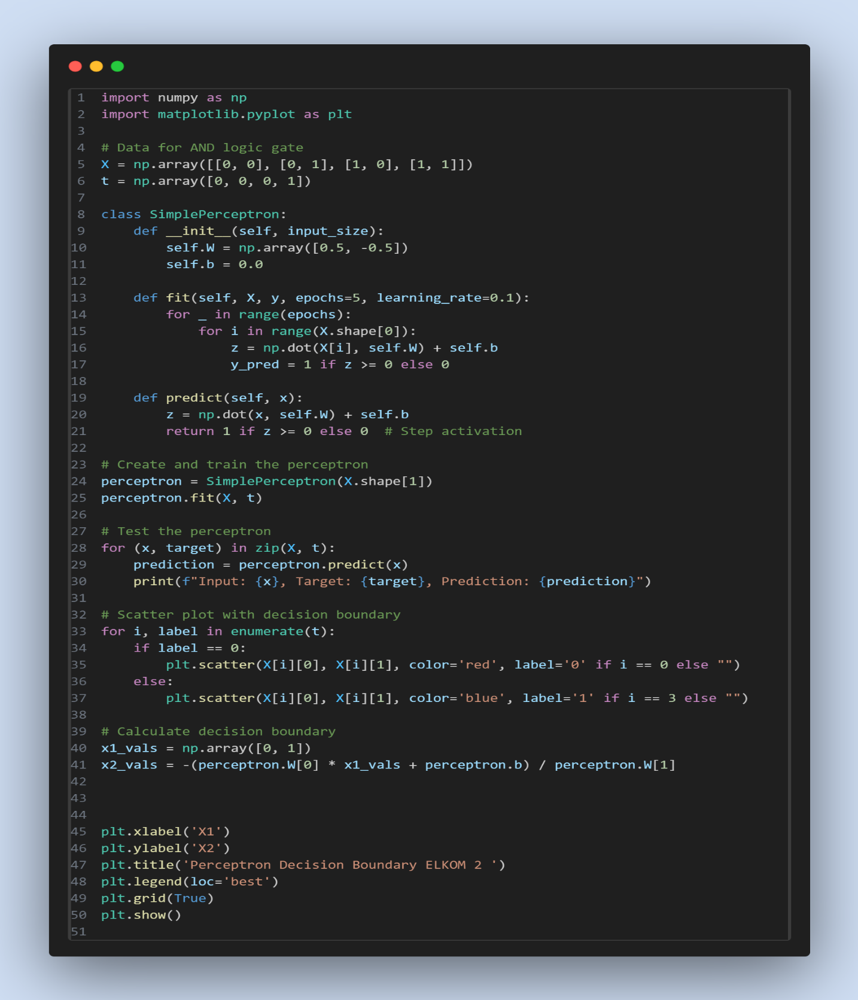 1 import numpy as np
2 import matplotlib.pyplot as plt
3
4 # Data for AND logic gate
5 X = np.array([[0, 0], [0, 1], [1, 0], [1, 1]])
6 t = np.array([0, 0, 0, 1])
7
8 class SimplePerceptron:
9     def __init__(self, input_size):
10         self.W = np.array([0.5, -0.5])
11         self.b = 0.0
12
13     def fit(self, X, y, epochs=5, learning_rate=0.1):
14         for _ in range(epochs):
15             for i in range(X.shape[0]):
16                 z = np.dot(X[i], self.W) + self.b
17                 y_pred = 1 if z >= 0 else 0
18
19     def predict(self, x):
20         z = np.dot(x, self.W) + self.b
21         return 1 if z >= 0 else 0  # Step activation
22
23 # Create and train the perceptron
24 perceptron = SimplePerceptron(X.shape[1])
25 perceptron.fit(X, t)
26
27 # Test the perceptron
28 for (x, target) in zip(X, t):
29     prediction = perceptron.predict(x)
30     print(f"Input: {x}, Target: {target}, Prediction: {prediction}")
31
32 # Scatter plot with decision boundary
33 for i, label in enumerate(t):
34     if label == 0:
35         plt.scatter(X[i][0], X[i][1], color='red', label='0' if i == 0 else "")
36     else:
37         plt.scatter(X[i][0], X[i][1], color='blue', label='1' if i == 3 else "")
38
39 # Calculate decision boundary
40 x1_vals = np.array([0, 1])
41 x2_vals = -(perceptron.W[0] * x1_vals + perceptron.b) / perceptron.W[1]
42
43
44
45 plt.xlabel('X1')
46 plt.ylabel('X2')
47 plt.title('Perceptron Decision Boundary ELKOM 2 ')
48 plt.legend(loc='best')
49 plt.grid(True)
50 plt.show()
51